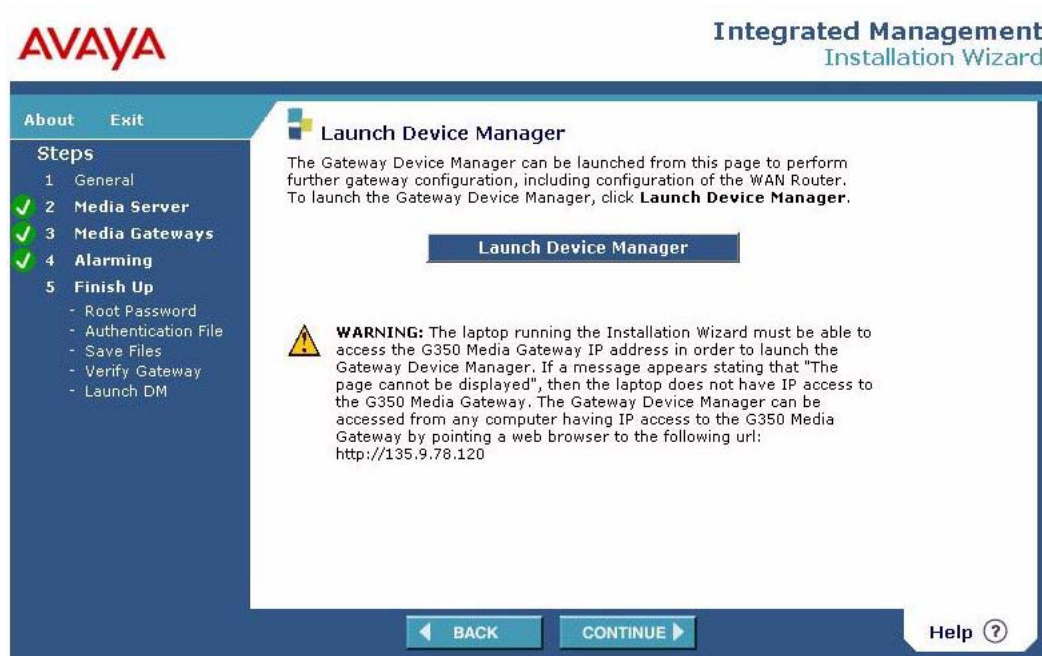 AVAYA
Integrated Management
Installation Wizard
About Exit
Steps
1 General
2 Media Server
3 Media Gateways
4 Alarming
5 Finish Up
- Root Password
- Authentication File
- Save Files
- Verify Gateway
- Launch DM
Launch Device Manager
The Gateway Device Manager can be launched from this page to perform
further gateway configuration, including configuration of the WAN Router.
To launch the Gateway Device Manager, click Launch Device Manager.
Launch Device Manager
WARNING: The laptop running the Installation Wizard must be able to
access the G350 Media Gateway IP address in order to launch the
Gateway Device Manager. If a message appears stating that "The
page cannot be displayed", then the laptop does not have IP access to
the G350 Media Gateway. The Gateway Device Manager can be
accessed from any computer having IP access to the G350 Media
Gateway by pointing a web browser to the following url:
http://135.9.78.120
BACK
CONTINUE
Help ?